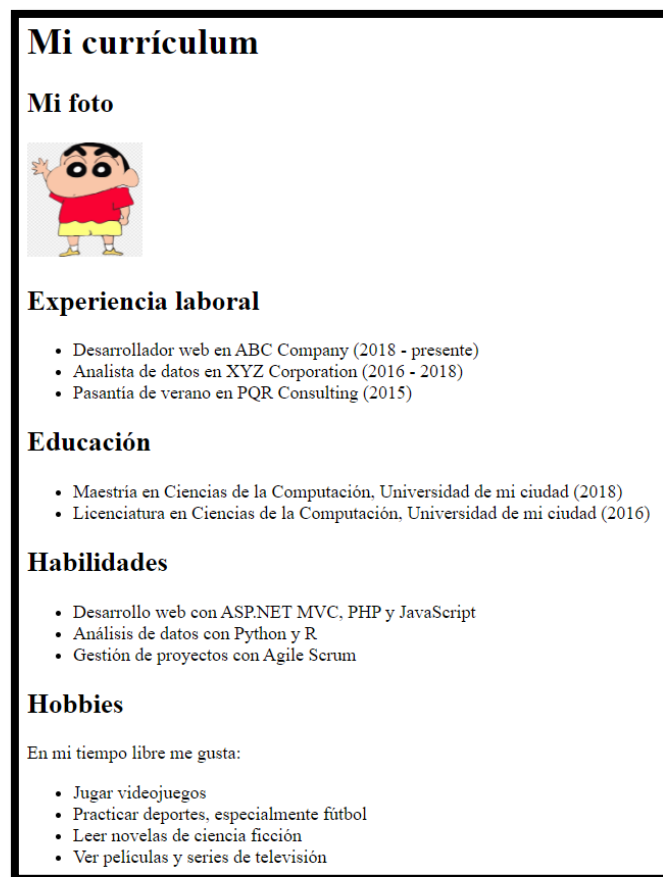 Mi currículum
Mi foto
Experiencia laboral
Desarrollador web en ABC Company (2018 - presente)
Analista de datos en XYZ Corporation (2016 - 2018)
Pasantía de verano en PQR Consulting (2015)
Educación
Maestría en Ciencias de la Computación, Universidad de mi ciudad (2018)
Licenciatura en Ciencias de la Computación, Universidad de mi ciudad (2016)
Habilidades
Desarrollo web con ASP.NET MVC, PHP y JavaScript
Análisis de datos con Python y R
Gestión de proyectos con Agile Scrum
Hobbies
En mi tiempo libre me gusta:
Jugar videojuegos
Practicar deportes, especialmente fútbol
Leer novelas de ciencia ficción
Ver películas y series de televisión